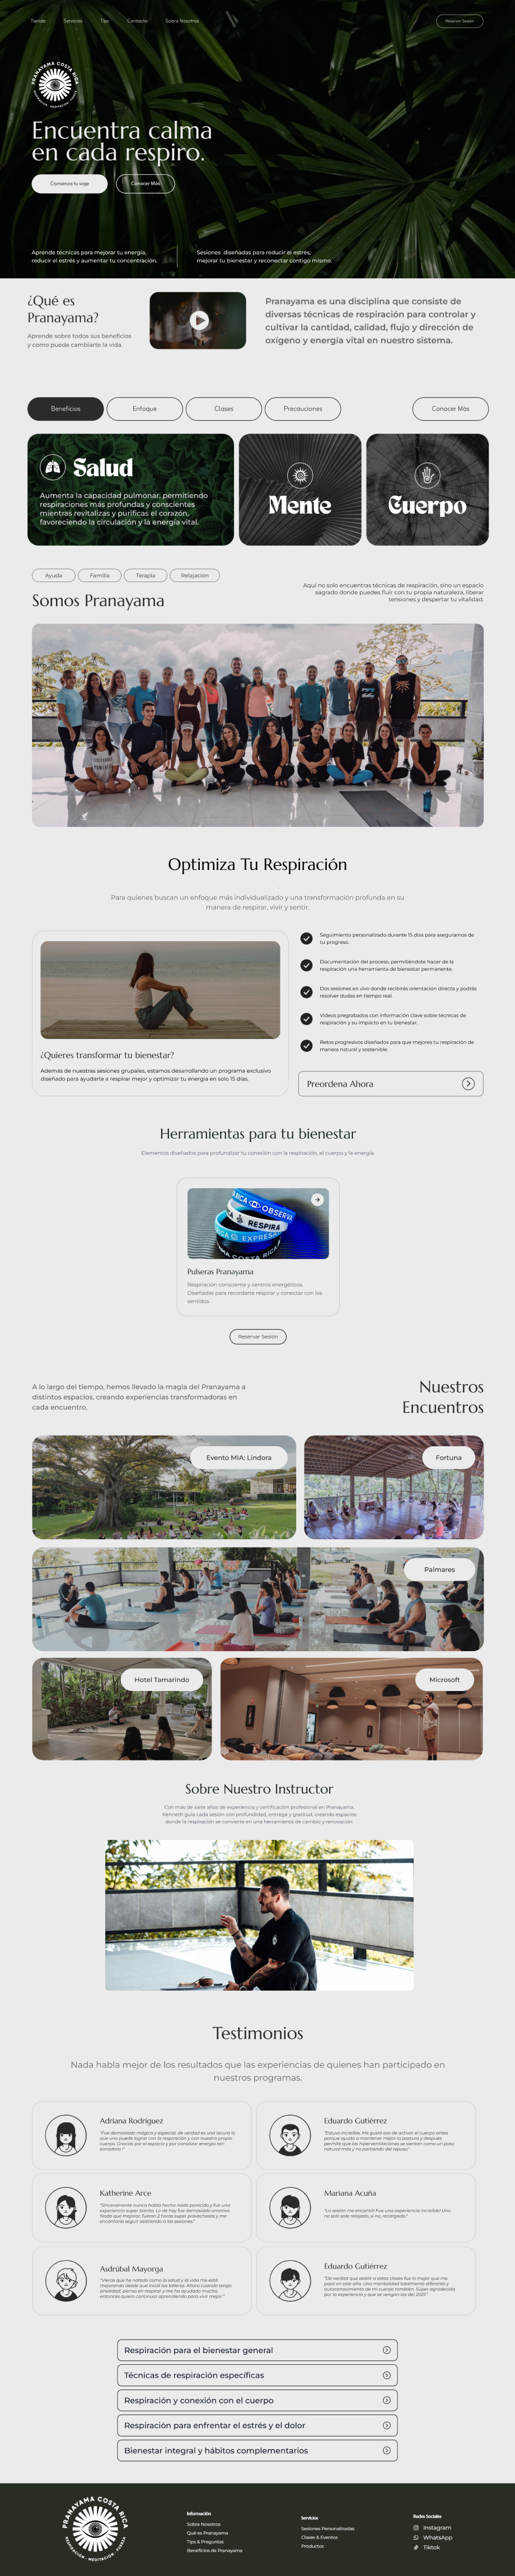 Tienda Servicios Tips Contacto Sobre Nosotros Reservar Sesión
PRANAYAMA COSTA RICA
RESPIRACIÓN · MEDITACIÓN · FUERZA
Encuentra calma
en cada respiro.
Comienza tu viaje Conocer Más
Aprende técnicas para mejorar tu energía,
reducir el estrés y aumentar tu concentración.
Sesiones diseñadas para reducir el estrés,
mejorar tu bienestar y reconectar contigo mismo.
¿Qué es
Pranayama?
Aprende sobre todos sus beneficios
y como puede cambiarte la vida.
Pranayama es una disciplina que consiste de
diversas técnicas de respiración para controlar y
cultivar la cantidad, calidad, flujo y dirección de
oxígeno y energía vital en nuestro sistema.
Beneficios Enfoque Clases Precauciones Conocer Más
Salud
Aumenta la capacidad pulmonar, permitiendo
respiraciones más profundas y conscientes
mientras revitalizas y purificas el corazón,
favoreciendo la circulación y la energía vital.
Mente
Cuerpo
Ayuda Familia Terapia Relajación
Somos Pranayama
Aquí no solo encuentras técnicas de respiración, sino un espacio
sagrado donde puedes fluir con tu propia naturaleza, liberar
tensiones y despertar tu vitalidad.
Optimiza Tu Respiración
Para quienes buscan un enfoque más individualizado y una transformación profunda en su
manera de respirar, vivir y sentir.
¿Quieres transformar tu bienestar?
Además de nuestras sesiones grupales, estamos desarrollando un programa exclusivo
diseñado para ayudarte a respirar mejor y optimizar tu energía en solo 15 días.
Seguimiento personalizado durante 15 días para asegurarnos de
tu progreso.
Documentación del proceso, permitiéndote hacer de la
respiración una herramienta de bienestar permanente.
Dos sesiones en vivo donde recibirás orientación directa y podrás
resolver dudas en tiempo real.
Videos pregrabados con información clave sobre técnicas de
respiración y su impacto en tu bienestar.
Retos progresivos diseñados para que mejores tu respiración de
manera natural y sostenible.
Preordena Ahora
Herramientas para tu bienestar
Elementos diseñados para profundizar tu conexión con la respiración, el cuerpo y la energía.
OBSERVA
RESPIRA
EXPRESA
Pulseras Pranayama
Respiración consciente y centros energéticos.
Diseñadas para recordarte respirar y conectar con los
sentidos.
Reservar Sesión
A lo largo del tiempo, hemos llevado la magia del Pranayama a
distintos espacios, creando experiencias transformadoras en
cada encuentro.
Nuestros
Encuentros
Evento MIA: Lindora
Fortuna
Palmares
Hotel Tamarindo
Microsoft
Sobre Nuestro Instructor
Con más de siete años de experiencia y certificación profesional en Pranayama,
Kenneth guía cada sesión con profundidad, entrega y gratitud, creando espacios
donde la respiración se convierte en una herramienta de cambio y renovación.
Testimonios
Nada habla mejor de los resultados que las experiencias de quienes han participado en
nuestros programas.
Adriana Rodríguez
"Fue demasiado mágico y especial, de verdad es una locura lo
que uno puede lograr con la respiración y con nuestro propio
cuerpo. Gracias por el espacio y por canalizar energía tan
sanadora !"
Eduardo Gutiérrez
"Estuvo increíble. Me gustó eso de activar el cuerpo antes
porque ayuda a mantener mejor la postura y después
permite que las hiperventilaciones se sientan como un paso
natural más y no partiendo del reposo"
Katherine Arce
"Sinceramente nunca había hecho nada parecido y fue una
experiencia super bonita. Lo de hoy fue demasiado emotivo.
Nada que mejorar, fueron 2 horas super provechosas y me
encantaría seguir asistiendo a las sesiones."
Mariana Acuña
"La sesión me encantó! Fue una experiencia increíble! Uno
no solo sale relajado, si no, recargado."
Asdrúbal Mayorga
"Vieras que he notado como la salud y la vida me está
mejorando desde que inicié los talleres. Ahora cuando tengo
ansiedad, pienso en respirar y me ha ayudado mucho,
entonces quiero continuar aprendiendo para vivir mejor."
Eduardo Gutiérrez
"De verdad que asistir a estas clases fue lo mejor que me
pasó en este año. Una mentalidad totalmente diferente y
autoconocimiento de mi cuerpo también. Súper agradecida
por la experiencia y que se vengan las del 2025"
Respiración para el bienestar general
Técnicas de respiración específicas
Respiración y conexión con el cuerpo
Respiración para enfrentar el estrés y el dolor
Bienestar integral y hábitos complementarios
PRANAYAMA COSTA RICA
RESPIRACIÓN · MEDITACIÓN · FUERZA
Información
Sobre Nosotros
Qué es Pranayama
Tips & Preguntas
Beneficios de Pranayama
Servicios
Sesiones Personalizadas
Clases & Eventos
Productos
Redes Sociales
Instagram
WhatsApp
Tiktok